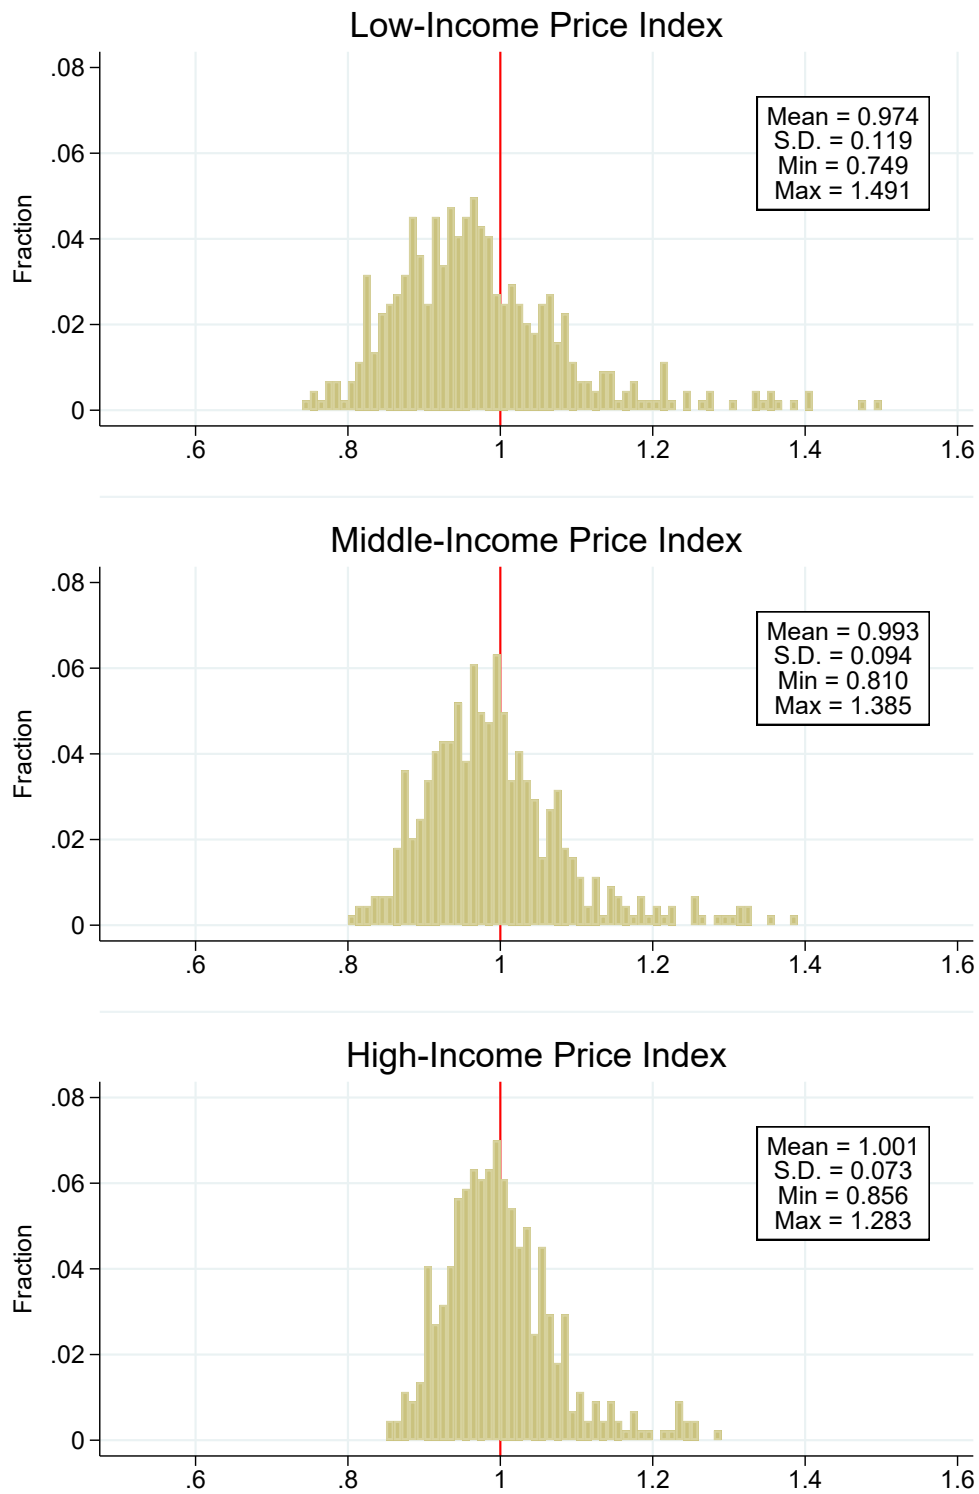 Low-Income Price Index
.08
.06
.04
.02
0
Fraction
Mean = 0.974
S.D. = 0.119
Min = 0.749
Max = 1.491
.6 .8 1 1.2 1.4 1.6
Middle-Income Price Index
.08
.06
.04
.02
0
Fraction
Mean = 0.993
S.D. = 0.094
Min = 0.810
Max = 1.385
.6 .8 1 1.2 1.4 1.6
High-Income Price Index
.08
.06
.04
.02
0
Fraction
Mean = 1.001
S.D. = 0.073
Min = 0.856
Max = 1.283
.6 .8 1 1.2 1.4 1.6